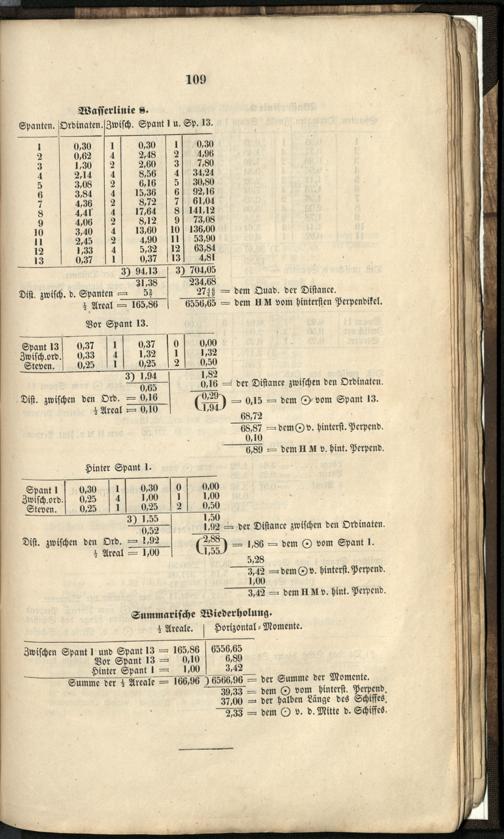 109
Wasserlinie 8.
Spanten. Ordinaten. Zwisch. Spant 1 u. Sp. 13.
1 0,30 1 0,30 1 0,30
2 0,62 4 2,48 2 4,96
3 1,30 2 2,60 3 7,80
4 2,14 4 8,56 4 34,24
5 3,08 2 6,16 5 30,80
6 3,84 4 15,36 6 92,16
7 4,36 2 8,72 7 61,04
8 4,41 4 17,64 8 141,12
9 4,06 2 8,12 9 73,08
10 3,40 4 13,60 10 136,00
11 2,45 2 4,90 11 53,90
12 1,33 4 5,32 12 63,84
13 0,37 1 0,37 13 4,81
3) 94,13 3) 704,05
31,38 234,68
Dist. zwisch. d. Spanten = = dem Quad. der Distance.
½ Areal = 165,86 6556,65 = dem H M vom hintersten Perpendikel.
Vor Spant 13.
Spant 13 0,37 1 0,37 0 0,00
Zwisch.ord. 0,33 4 1,32 1 1,32
Steven. 0,25 1 0,25 2 0,50
3) 1,94 1,82
0,65 0,16 = der Distance zwischen den Ordinaten.
Dist. zwischen den Ord. = 0,16 (0,29 / 1,94) = 0,15 = dem ⊙ vom Spant 13.
½ Areal = 0,10
68,72
68,87 = dem ⊙ v. hinterst. Perpend.
0,10
6,89 = dem H M v. hint. Perpend.
Hinter Spant 1.
Spant 1 0,30 1 0,30 0 0,00
Zwisch.ord. 0,25 4 1,00 1 1,00
Steven. 0,25 1 0,25 2 0,50
3) 1,55 1,50
0,52 1,92 = der Distance zwischen den Ordinaten.
Dist. zwischen den Ord. = 1,92 (2,88 / 1,55) = 1,86 = dem ⊙ vom Spant 1.
½ Areal = 1,00
5,28
3,42 = dem ⊙ v. hinterst. Perpend.
1,00
3,42 = dem H M v. hint. Perpend.
Summarische Wiederholung.
½ Areale. Horizontal-Momente.
Zwischen Spant 1 und Spant 13 = 165,86 6556,65
Vor Spant 13 = 0,10 6,89
Hinter Spant 1 = 1,00 3,42
Summe der ½ Areale = 166,96 ) 6566,96 = der Summe der Momente.
39,33 = dem ⊙ vom hinterst. Perpend.
37,00 = der halben Länge des Schiffes.
2,33 = dem ⊙ v. d. Mitte d. Schiffes.